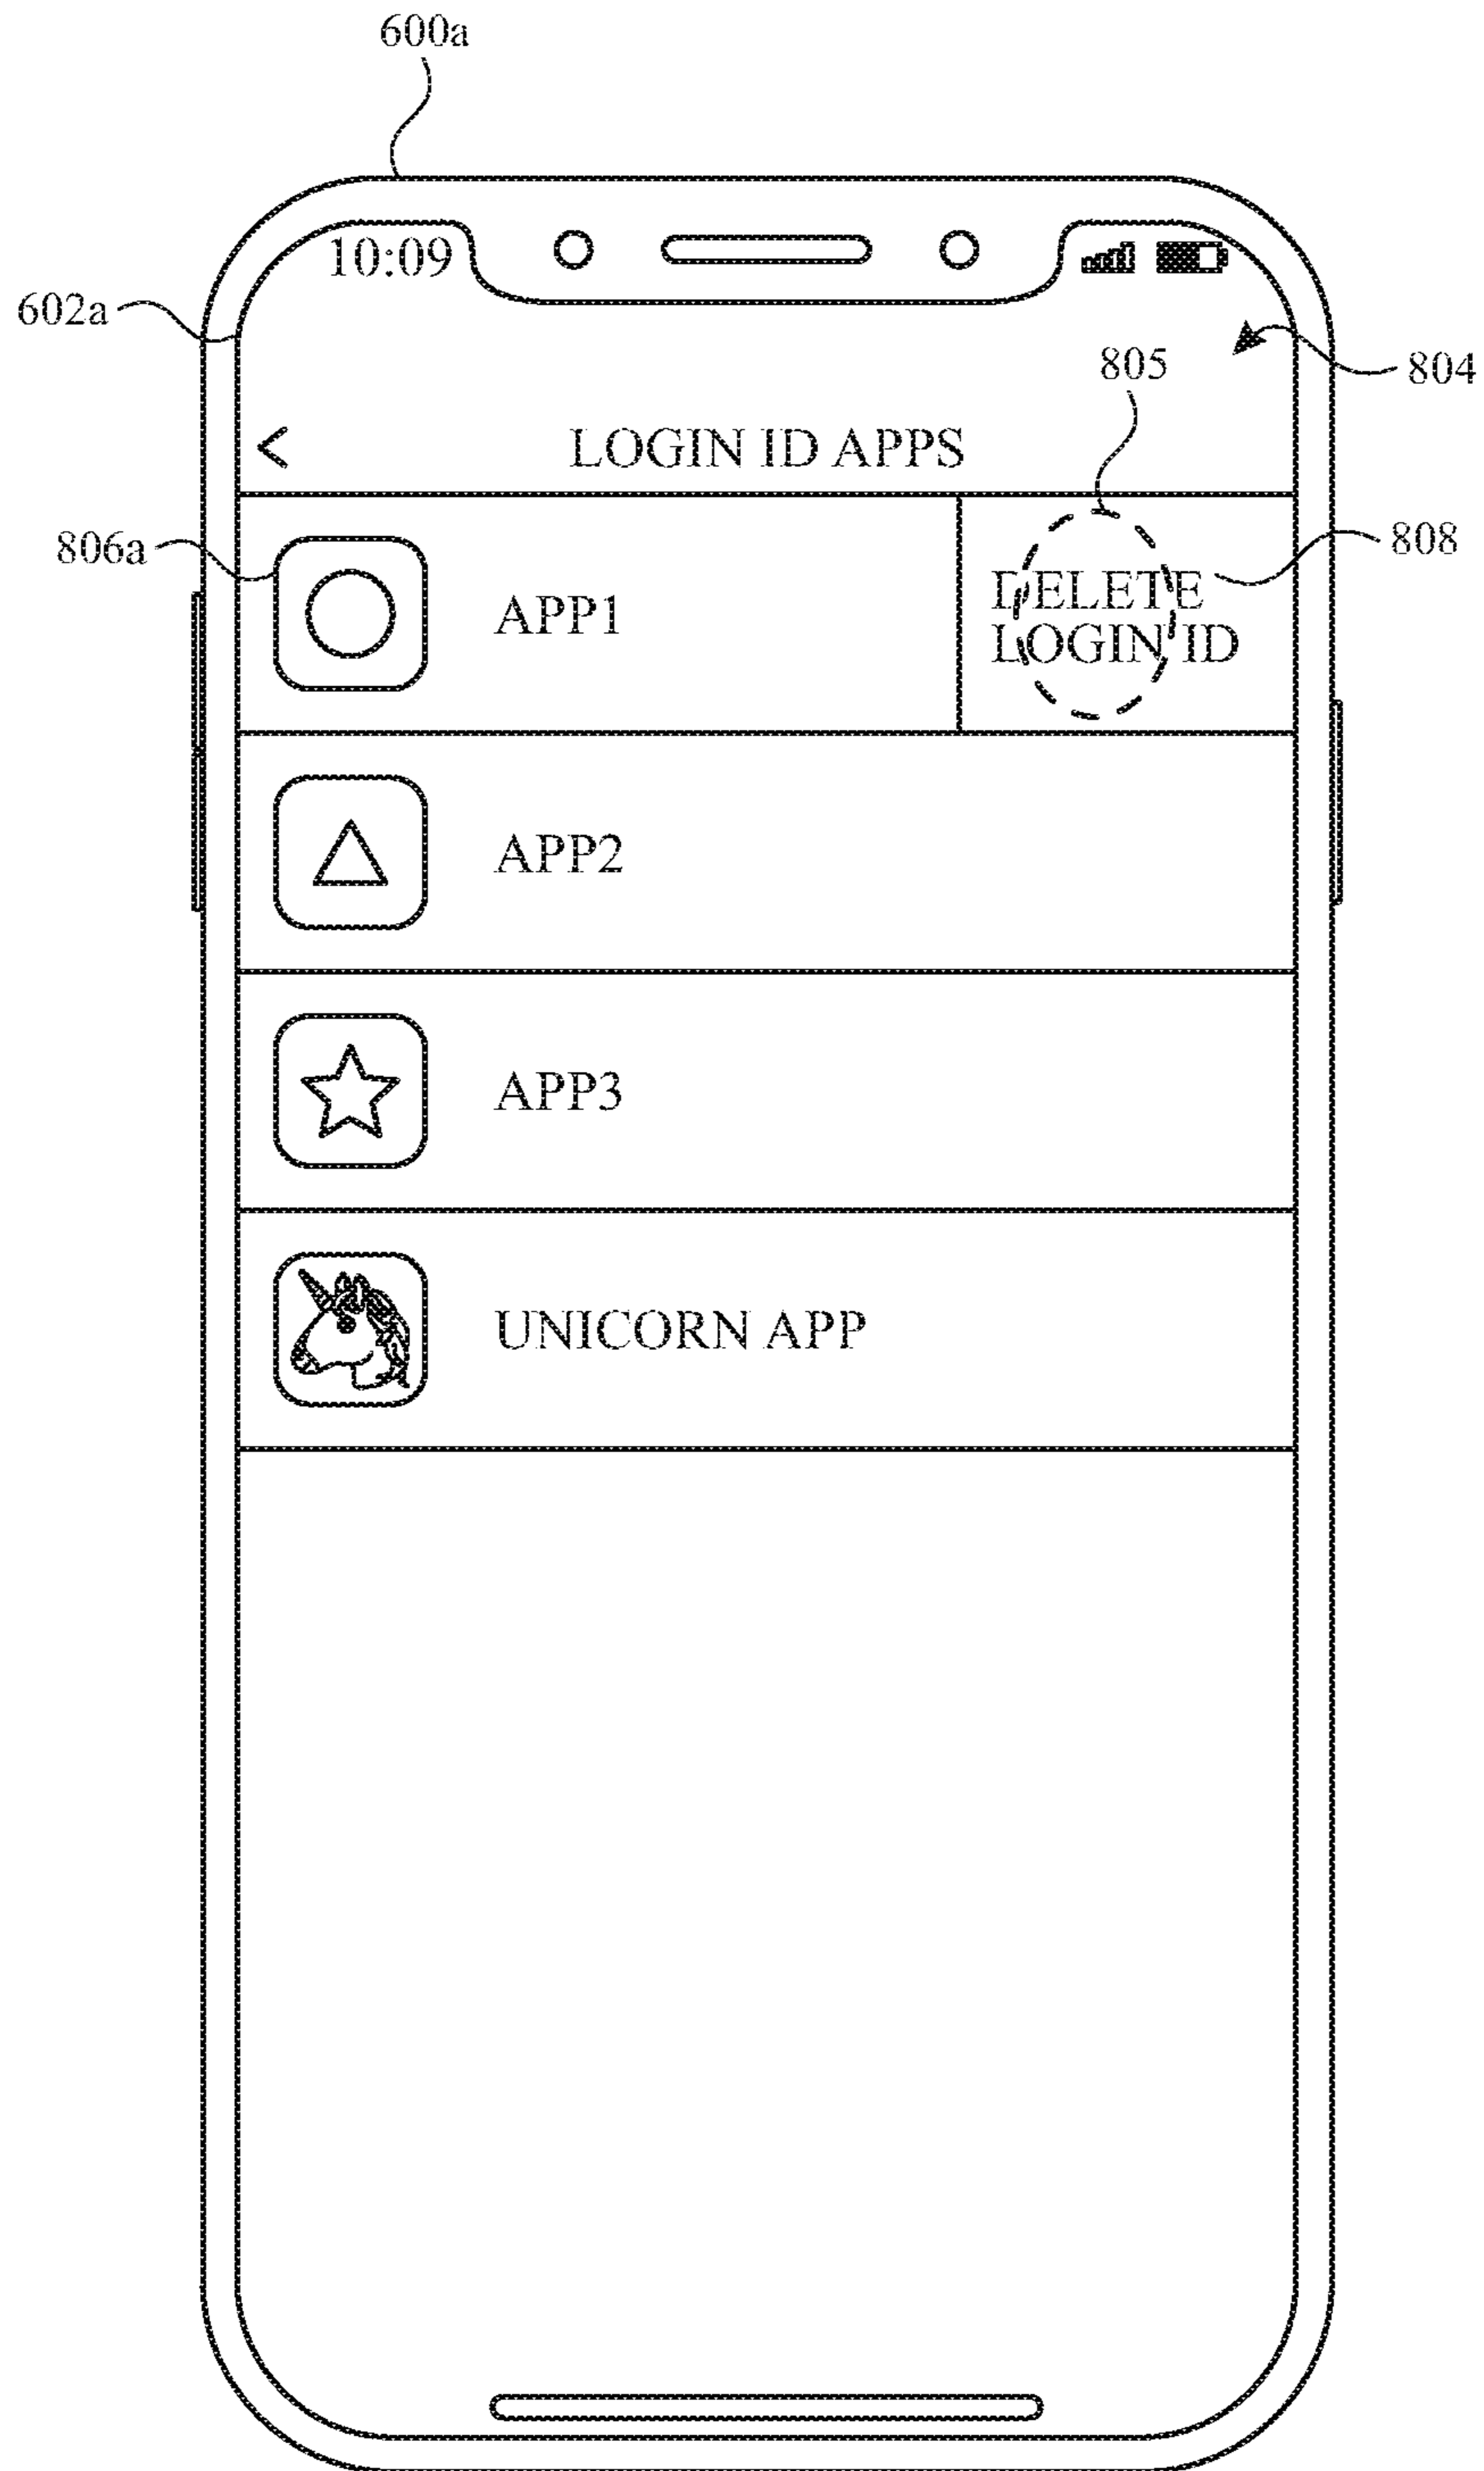 600a
10:09
602a
804
805
< LOGIN ID APPS
806a
808
APP1
DELETE
LOGIN ID
APP2
APP3
UNICORN APP